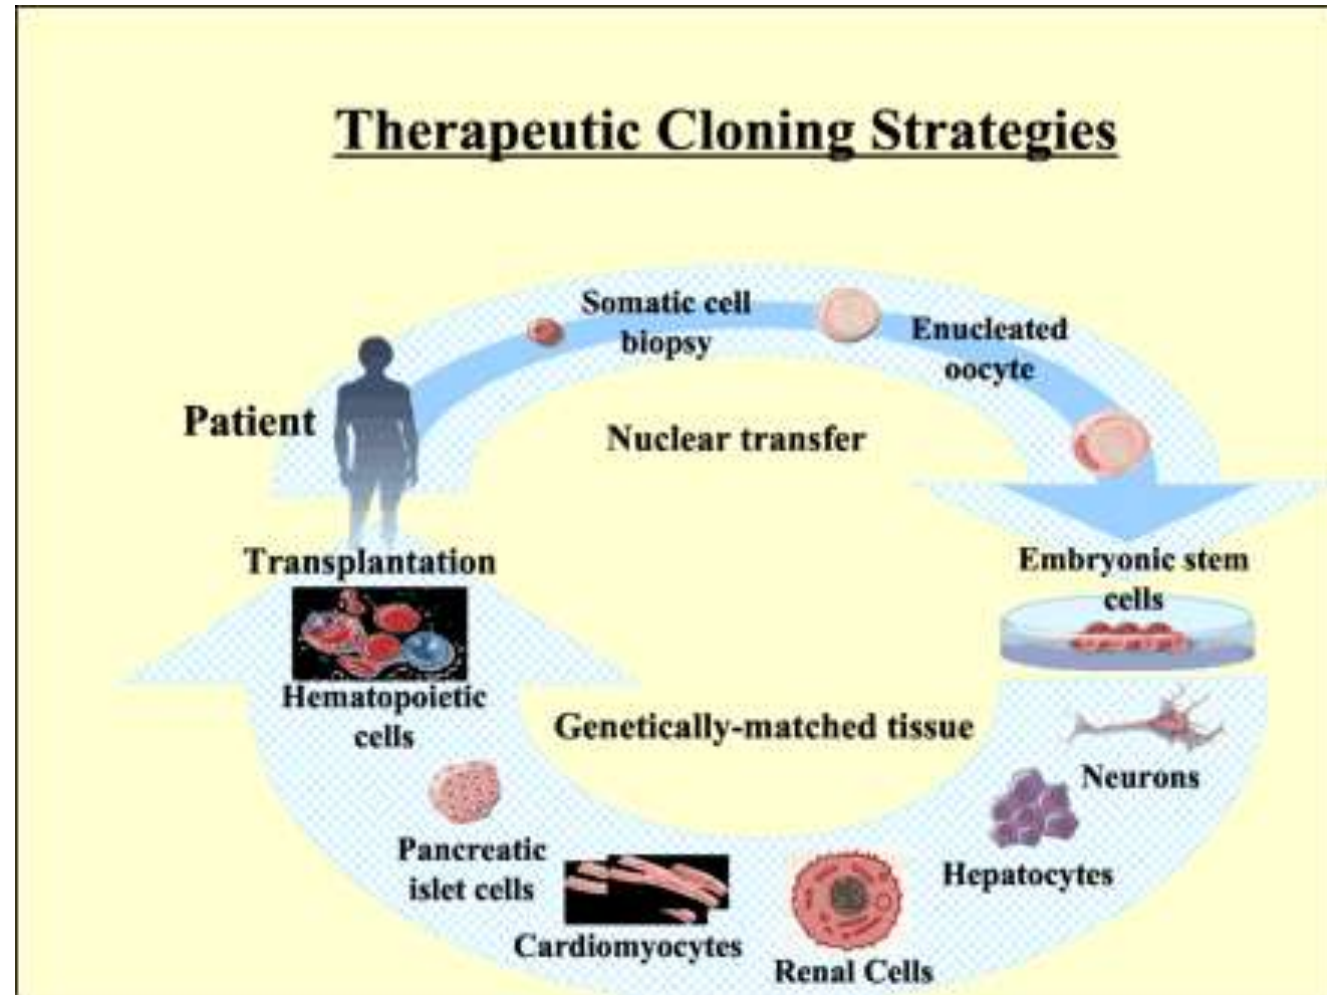 Therapeutic Cloning Strategies
Somatic cell
biopsy
Enucleated
oocyte
Patient
Nuclear transfer
Transplantation
Embryonic stem
cells
Hematopoietic
cells
Genetically-matched tissue
Neurons
Pancreatic
islet cells
Hepatocytes
Cardiomyocytes
Renal Cells